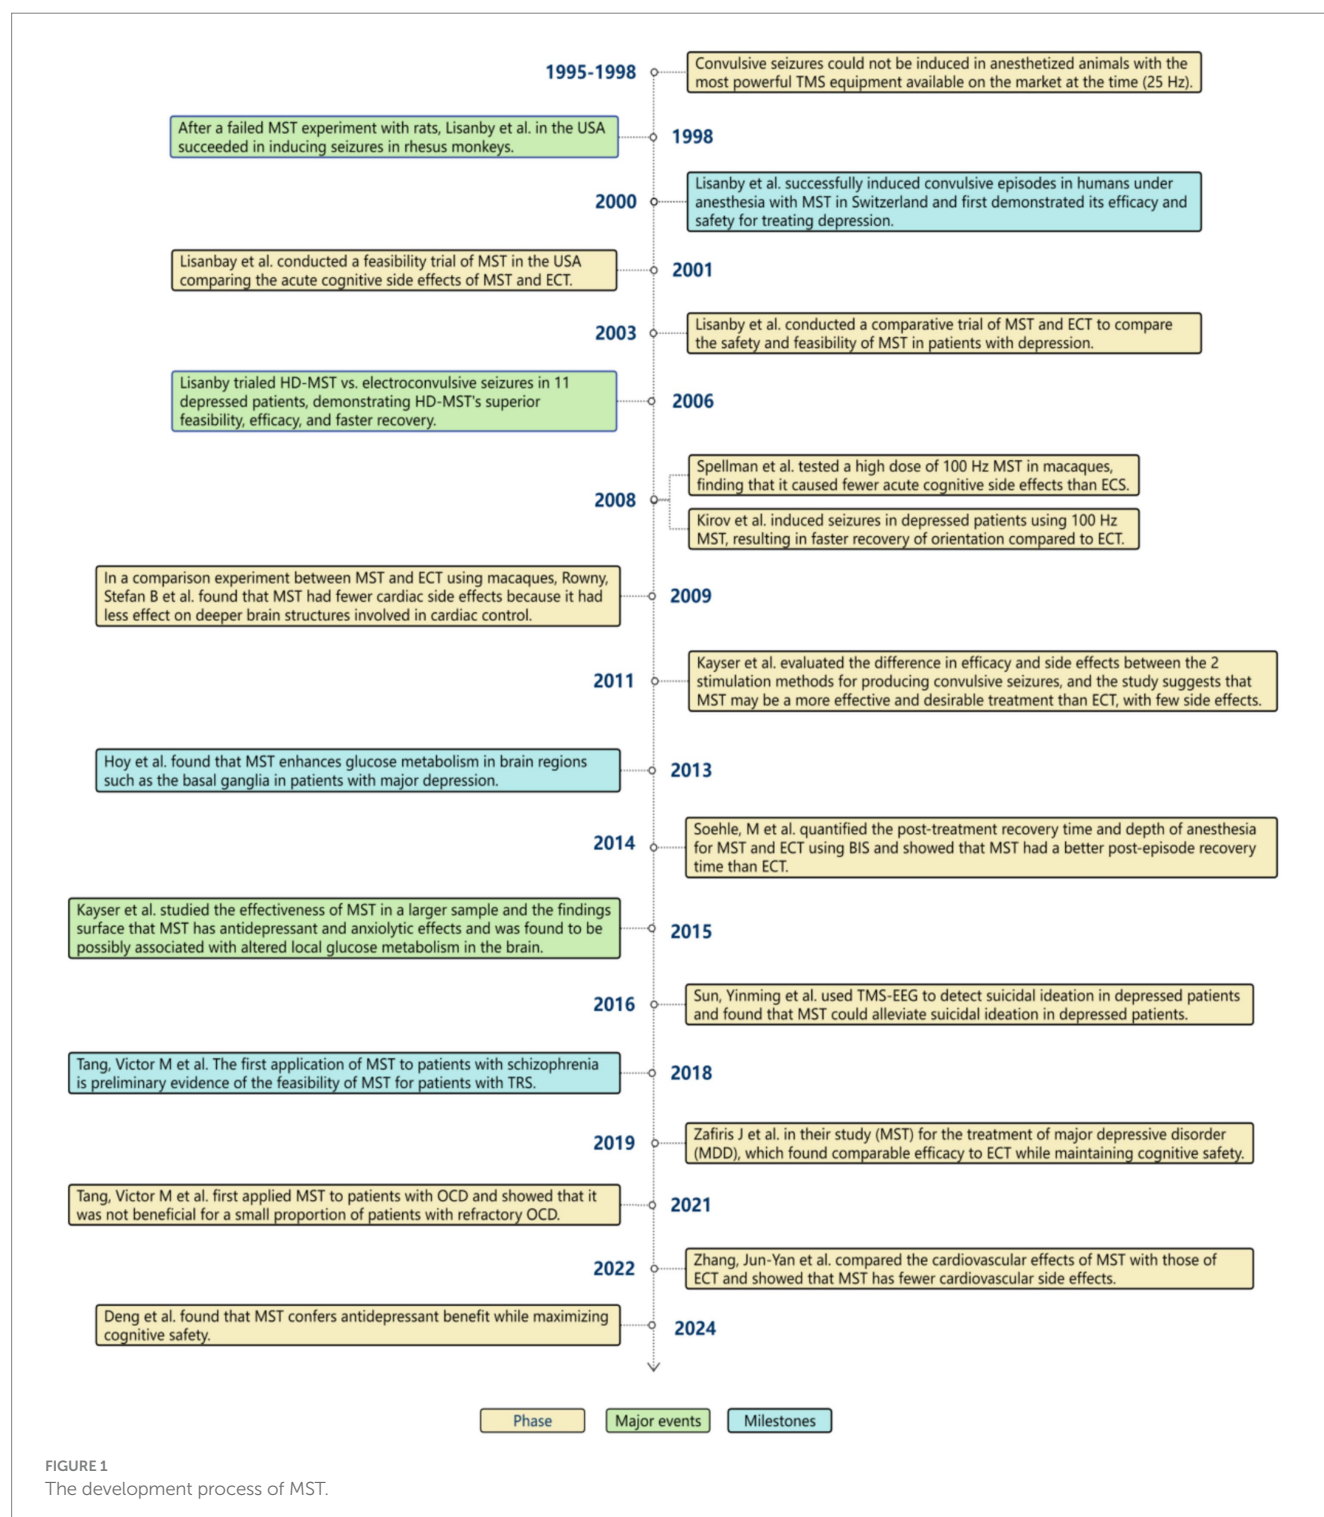 1995-1998
Convulsive seizures could not be induced in anesthetized animals with the
most powerful TMS equipment available on the market at the time (25 Hz).
After a failed MST experiment with rats, Lisanby et al. in the USA
succeeded in inducing seizures in rhesus monkeys.
1998
2000
Lisanby et al. successfully induced convulsive episodes in humans under
anesthesia with MST in Switzerland and first demonstrated its efficacy and
safety for treating depression.
Lisanbay et al. conducted a feasibility trial of MST in the USA
comparing the acute cognitive side effects of MST and ECT.
2001
2003
Lisanby et al. conducted a comparative trial of MST and ECT to compare
the safety and feasibility of MST in patients with depression.
Lisanby trialed HD-MST vs. electroconvulsive seizures in 11
depressed patients, demonstrating HD-MST's superior
feasibility, efficacy, and faster recovery.
2006
2008
Spellman et al. tested a high dose of 100 Hz MST in macaques,
finding that it caused fewer acute cognitive side effects than ECS.
Kirov et al. induced seizures in depressed patients using 100 Hz
MST, resulting in faster recovery of orientation compared to ECT.
In a comparison experiment between MST and ECT using macaques, Rowny,
Stefan B et al. found that MST had fewer cardiac side effects because it had
less effect on deeper brain structures involved in cardiac control.
2009
2011
Kayser et al. evaluated the difference in efficacy and side effects between the 2
stimulation methods for producing convulsive seizures, and the study suggests that
MST may be a more effective and desirable treatment than ECT, with few side effects.
Hoy et al. found that MST enhances glucose metabolism in brain regions
such as the basal ganglia in patients with major depression.
2013
2014
Soehle, M et al. quantified the post-treatment recovery time and depth of anesthesia
for MST and ECT using BIS and showed that MST had a better post-episode recovery
time than ECT.
Kayser et al. studied the effectiveness of MST in a larger sample and the findings
surface that MST has antidepressant and anxiolytic effects and was found to be
possibly associated with altered local glucose metabolism in the brain.
2015
2016
Sun, Yinming et al. used TMS-EEG to detect suicidal ideation in depressed patients
and found that MST could alleviate suicidal ideation in depressed patients.
Tang, Victor M et al. The first application of MST to patients with schizophrenia
is preliminary evidence of the feasibility of MST for patients with TRS.
2018
2019
Zafiris J et al. in their study (MST) for the treatment of major depressive disorder
(MDD), which found comparable efficacy to ECT while maintaining cognitive safety.
Tang, Victor M et al. first applied MST to patients with OCD and showed that it
was not beneficial for a small proportion of patients with refractory OCD.
2021
2022
Zhang, Jun-Yan et al. compared the cardiovascular effects of MST with those of
ECT and showed that MST has fewer cardiovascular side effects.
Deng et al. found that MST confers antidepressant benefit while maximizing
cognitive safety.
2024
Phase
Major events
Milestones
FIGURE 1
The development process of MST.